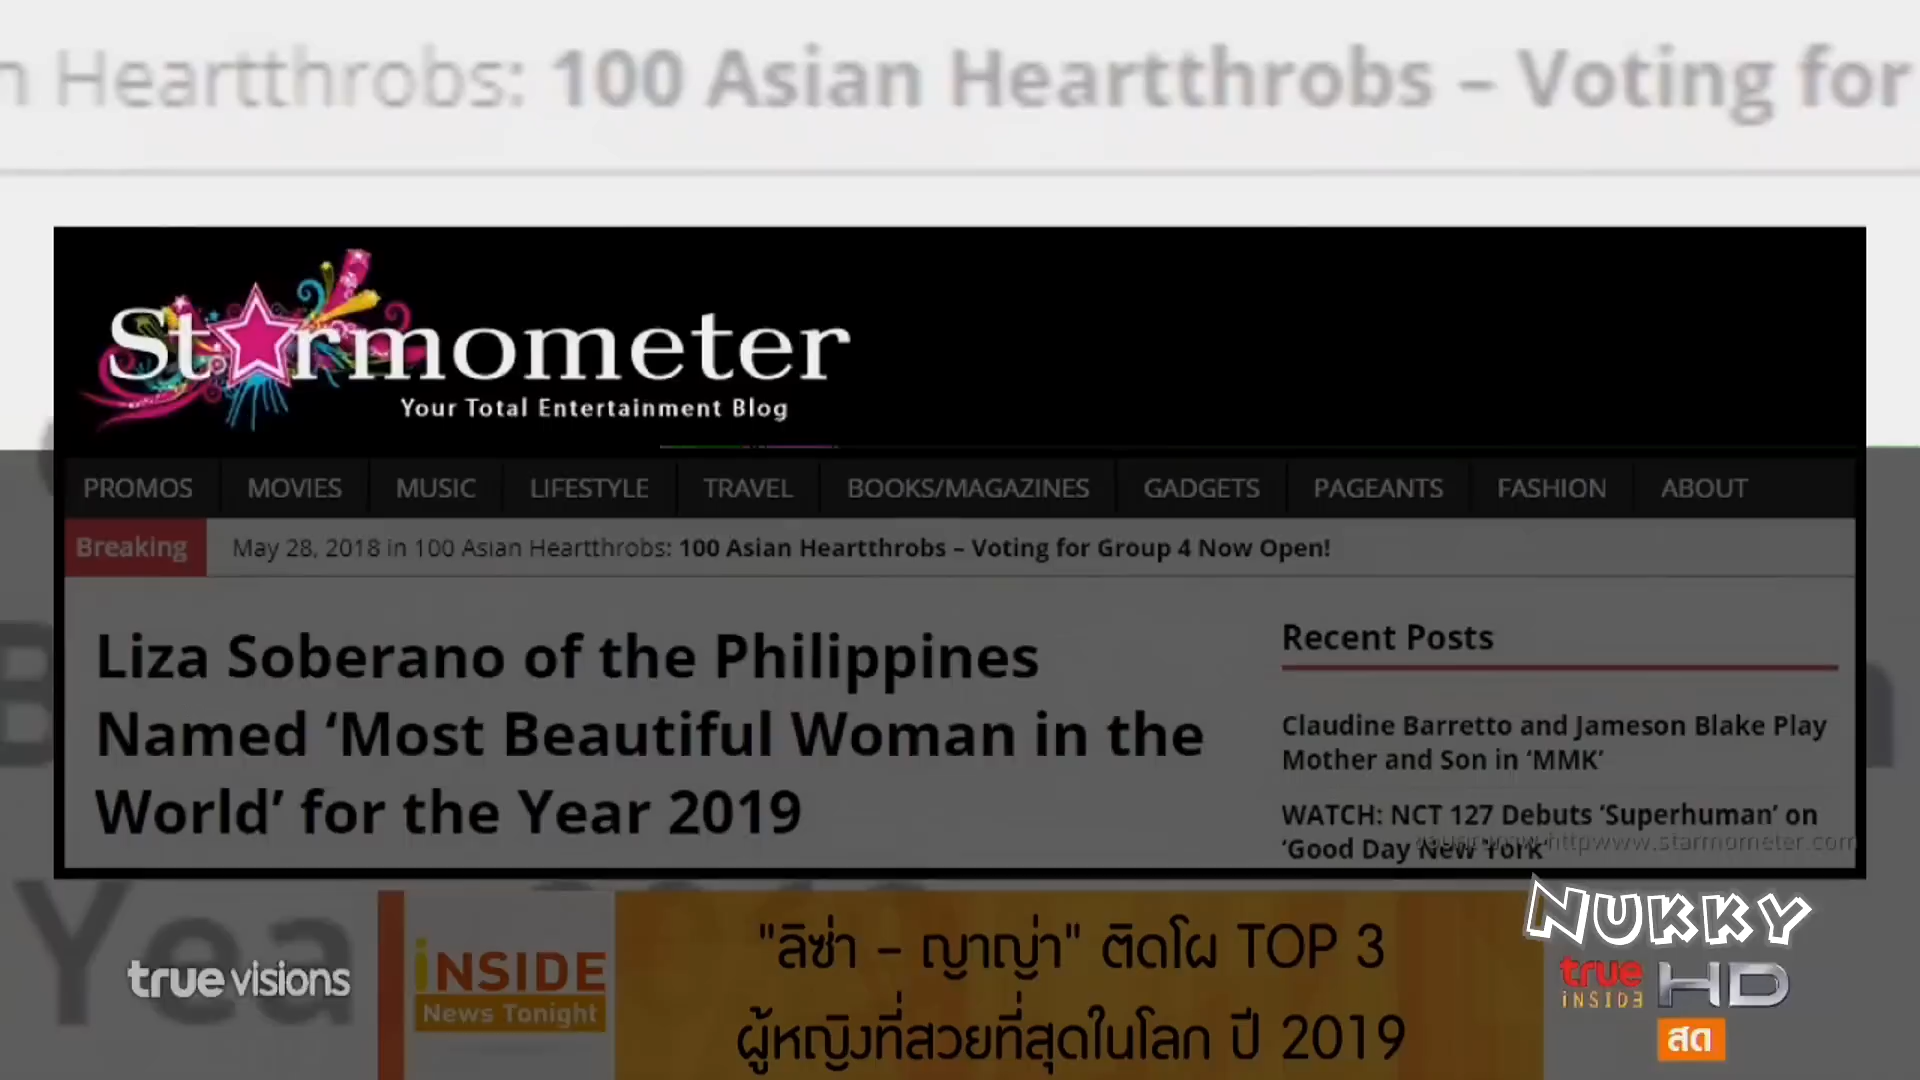 n Heartthrobs: 100 Asian Heartthrobs – Voting for
Starmometer
Your Total Entertainment Blog
PROMOS MOVIES MUSIC LIFESTYLE TRAVEL BOOKS/MAGAZINES GADGETS PAGEANTS FASHION ABOUT
Breaking May 28, 2018 in 100 Asian Heartthrobs: 100 Asian Heartthrobs – Voting for Group 4 Now Open!
Liza Soberano of the Philippines
Named ‘Most Beautiful Woman in the
World’ for the Year 2019
Recent Posts
Claudine Barretto and Jameson Blake Play
Mother and Son in ‘MMK’
WATCH: NCT 127 Debuts ‘Superhuman’ on
‘Good Day New York’
httpwww.starmometer.com
Yea
truevisions
iNSIDE
News Tonight
"ลิซ่า – ญาญ่า" ติดโผ TOP 3
ผู้หญิงที่สวยที่สุดในโลก ปี 2019
NUKKY
true
INSIDE
HD
สด